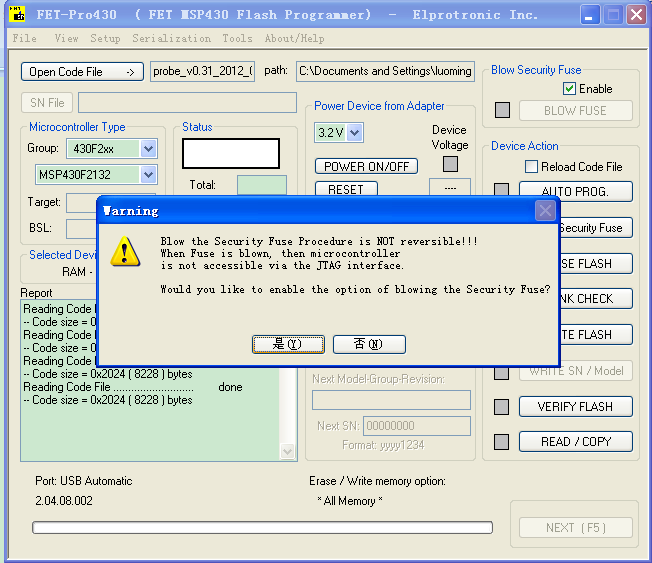 FET-Pro430 ( FET MSP430 Flash Programmer) - Elprotronic Inc.
File View Setup Serialization Tools About/Help
Open Code File -> probe_v0.31_2012_ path: C:\Documents and Settings\luoming
SN File
Blow Security Fuse
Enable
BLOW FUSE
Microcontroller Type
Group: 430F2xx
MSP430F2132
Target:
BSL:
Status
Total:
Power Device from Adapter
3.2 V
Device
Voltage
POWER ON/OFF
RESET
----
Device Action
Reload Code File
AUTO PROG.
Security Fuse
SE FLASH
NK CHECK
TE FLASH
WRITE SN / Model
VERIFY FLASH
READ / COPY
Selected Devi
RAM -
Warning
Blow the Security Fuse Procedure is NOT reversible!!!
When Fuse is blown, then microcontroller
is not accessible via the JTAG interface.
Would you like to enable the option of blowing the Security Fuse?
是(Y) 否(N)
Report
Reading Code
-- Code size = 0
Reading Code
-- Code size = 0
Reading Code
-- Code size = 0x2024 ( 8228 ) bytes
Reading Code File ........................... done
-- Code size = 0x2024 ( 8228 ) bytes
Next Model-Group-Revision:
Next SN: 00000000
Format: yyyy1234
Port: USB Automatic
2.04.08.002
Erase / Write memory option:
* All Memory *
NEXT ( F5 )